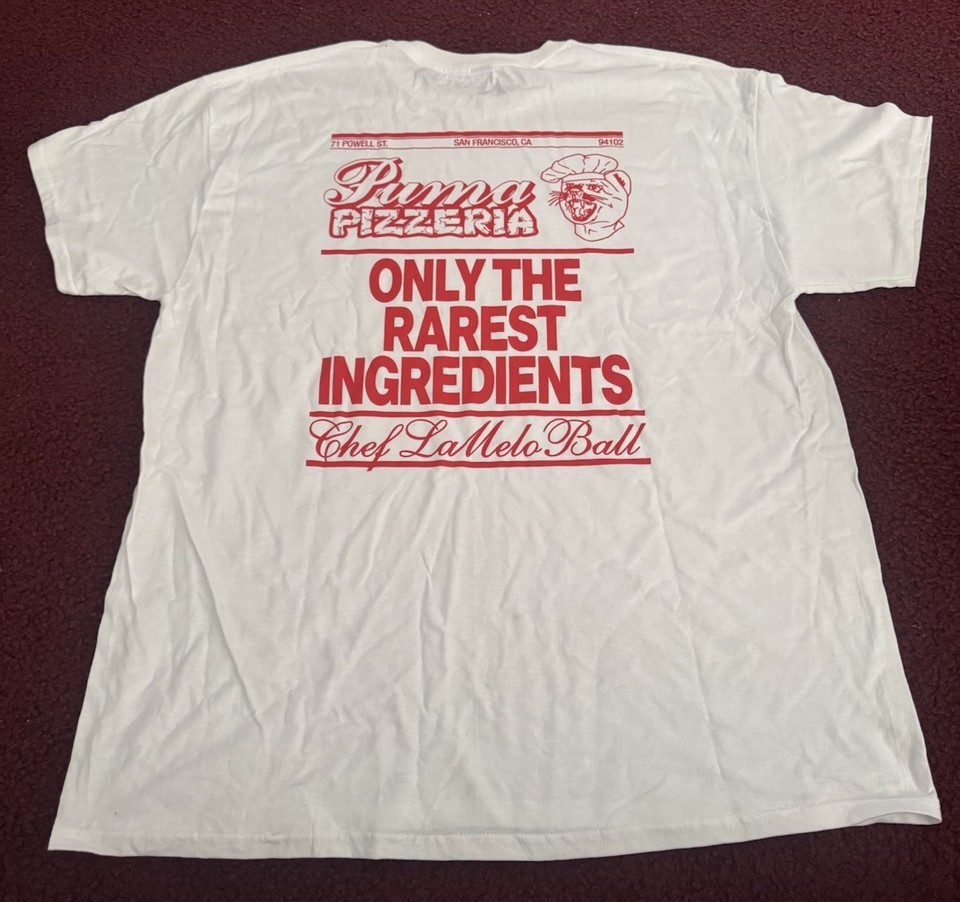 71 POWELL ST. SAN FRANCISCO, CA 94102
Puma
PIZZERIA
ONLY THE
RAREST
INGREDIENTS
Chef LaMelo Ball